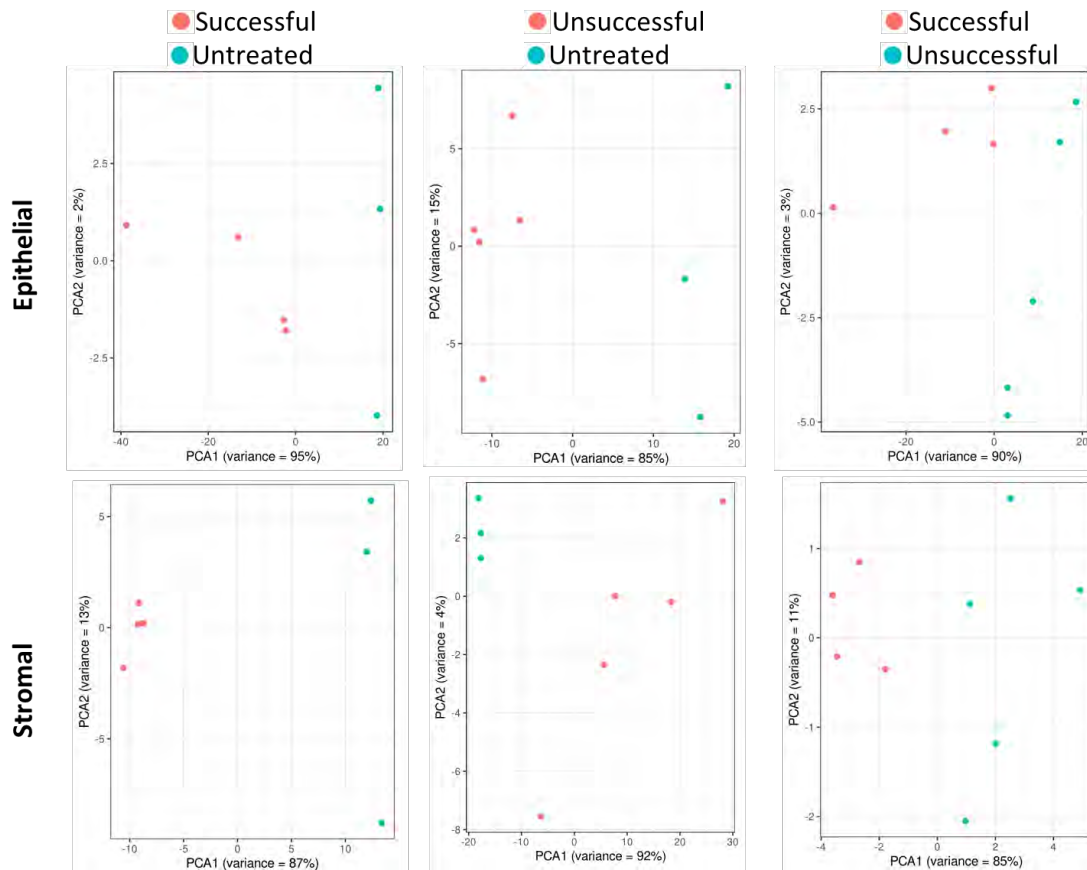 Successful
Untreated
Unsuccessful
Untreated
Successful
Unsuccessful
Epithelial
PCA2 (variance = 2%)
2.5
0.0
-2.5
-40
-20
0
20
PCA1 (variance = 95%)
PCA2 (variance = 15%)
5
0
-5
-10
0
10
20
PCA1 (variance = 85%)
PCA2 (variance = 3%)
2.5
0.0
-2.5
-5.0
-20
0
20
PCA1 (variance = 90%)
Stromal
PCA2 (variance = 13%)
5
0
-5
-10
-5
0
5
10
PCA1 (variance = 87%)
PCA2 (variance = 4%)
2
0
-2
-4
-6
-8
-20
-10
0
10
20
30
PCA1 (variance = 92%)
PCA2 (variance = 11%)
1
0
-1
-2
-4
-2
0
2
4
PCA1 (variance = 85%)